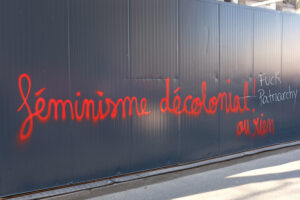 féminisme décolonial!
ou rien
Fuck
Patriarchy